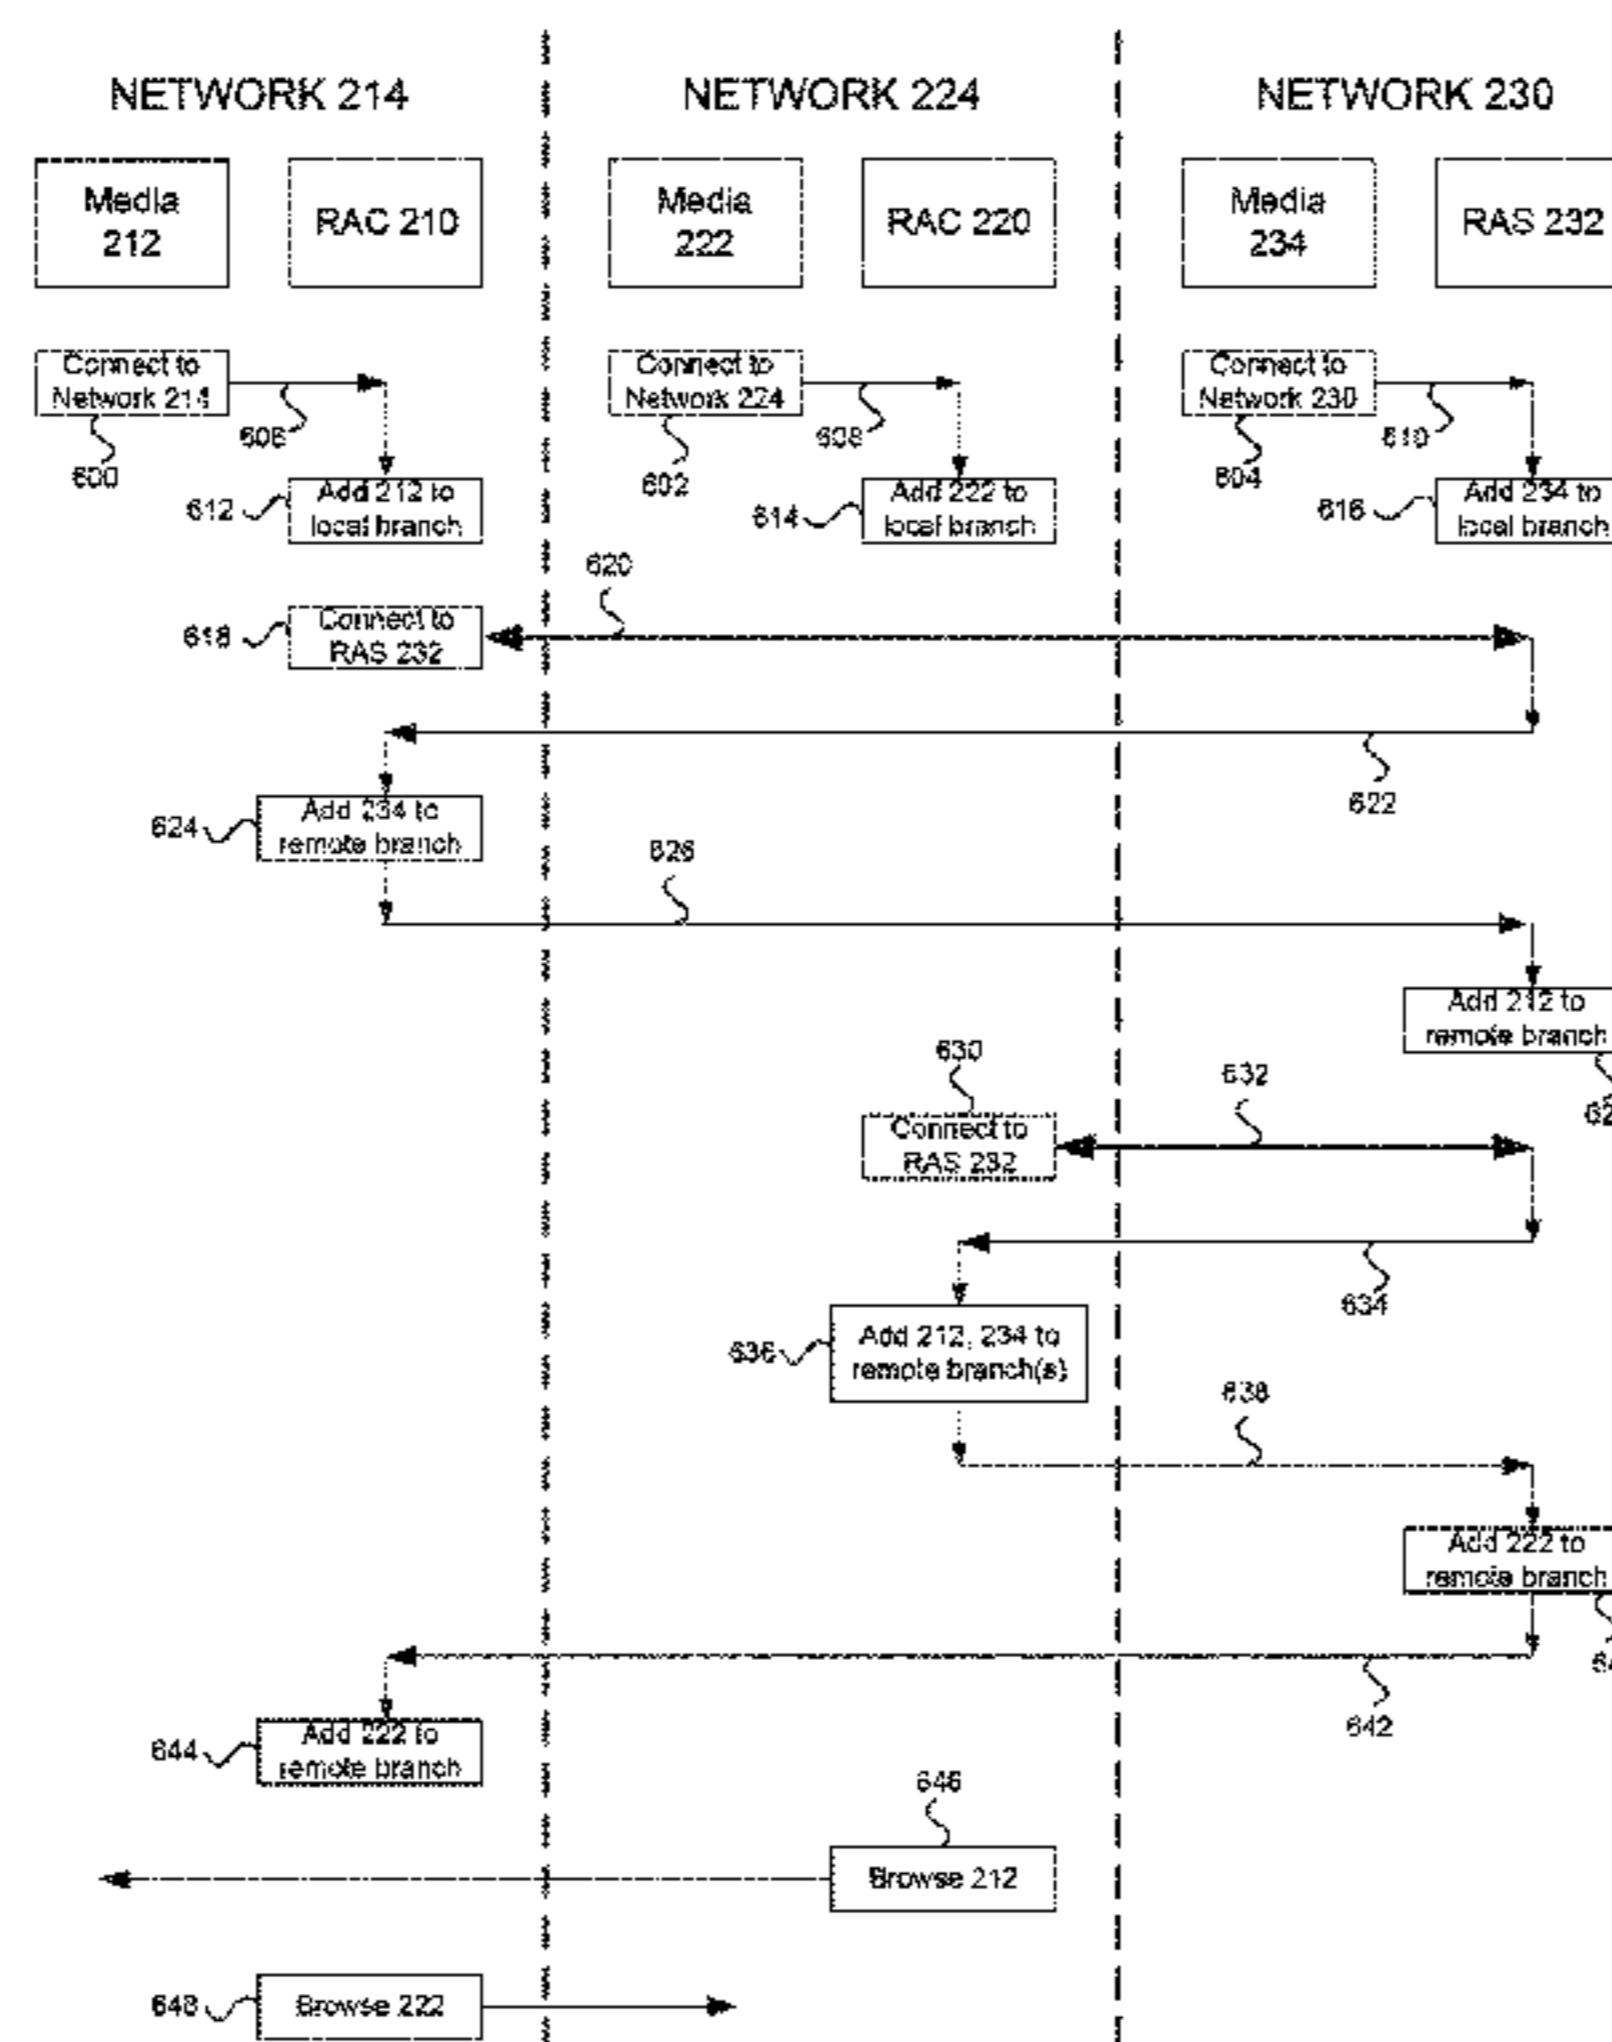 NETWORK 214
NETWORK 224
NETWORK 230
Media
212
RAC 210
Media
222
RAC 220
Media
234
RAS 232
Connect to
Network 214
606
600
Connect to
Network 224
608
602
Connect to
Network 230
610
604
612
Add 212 to
local branch
614
Add 222 to
local branch
616
Add 234 to
local branch
620
618
Connect to
RAS 232
622
624
Add 234 to
remote branch
626
Add 212 to
remote branch
630
632
Connect to
RAS 232
634
636
Add 212, 234 to
remote branch(s)
638
Add 222 to
remote branch
642
644
Add 222 to
remote branch
646
Browse 212
648
Browse 222